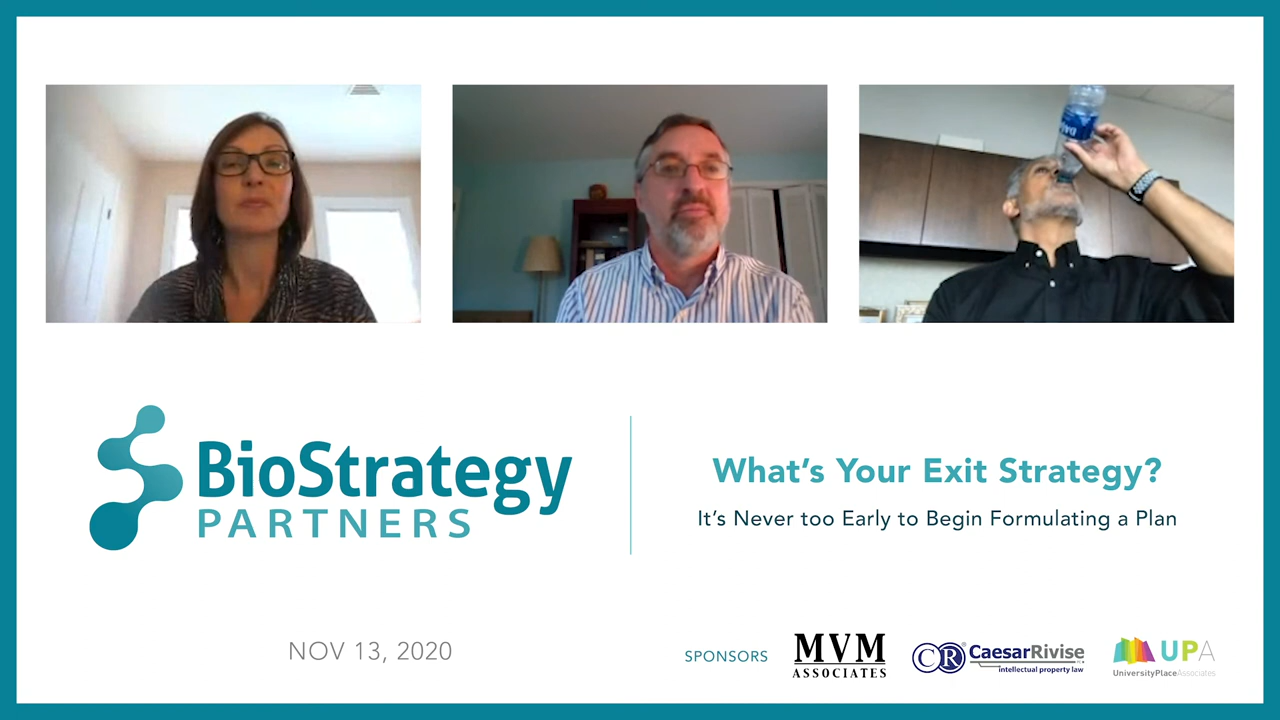 BioStrategy
PARTNERS
What's Your Exit Strategy?
It's Never too Early to Begin Formulating a Plan
NOV 13, 2020
SPONSORS
MVM
ASSOCIATES
CR
CaesarRivise
intellectual property law
UPA
UniversityPlaceAssociates